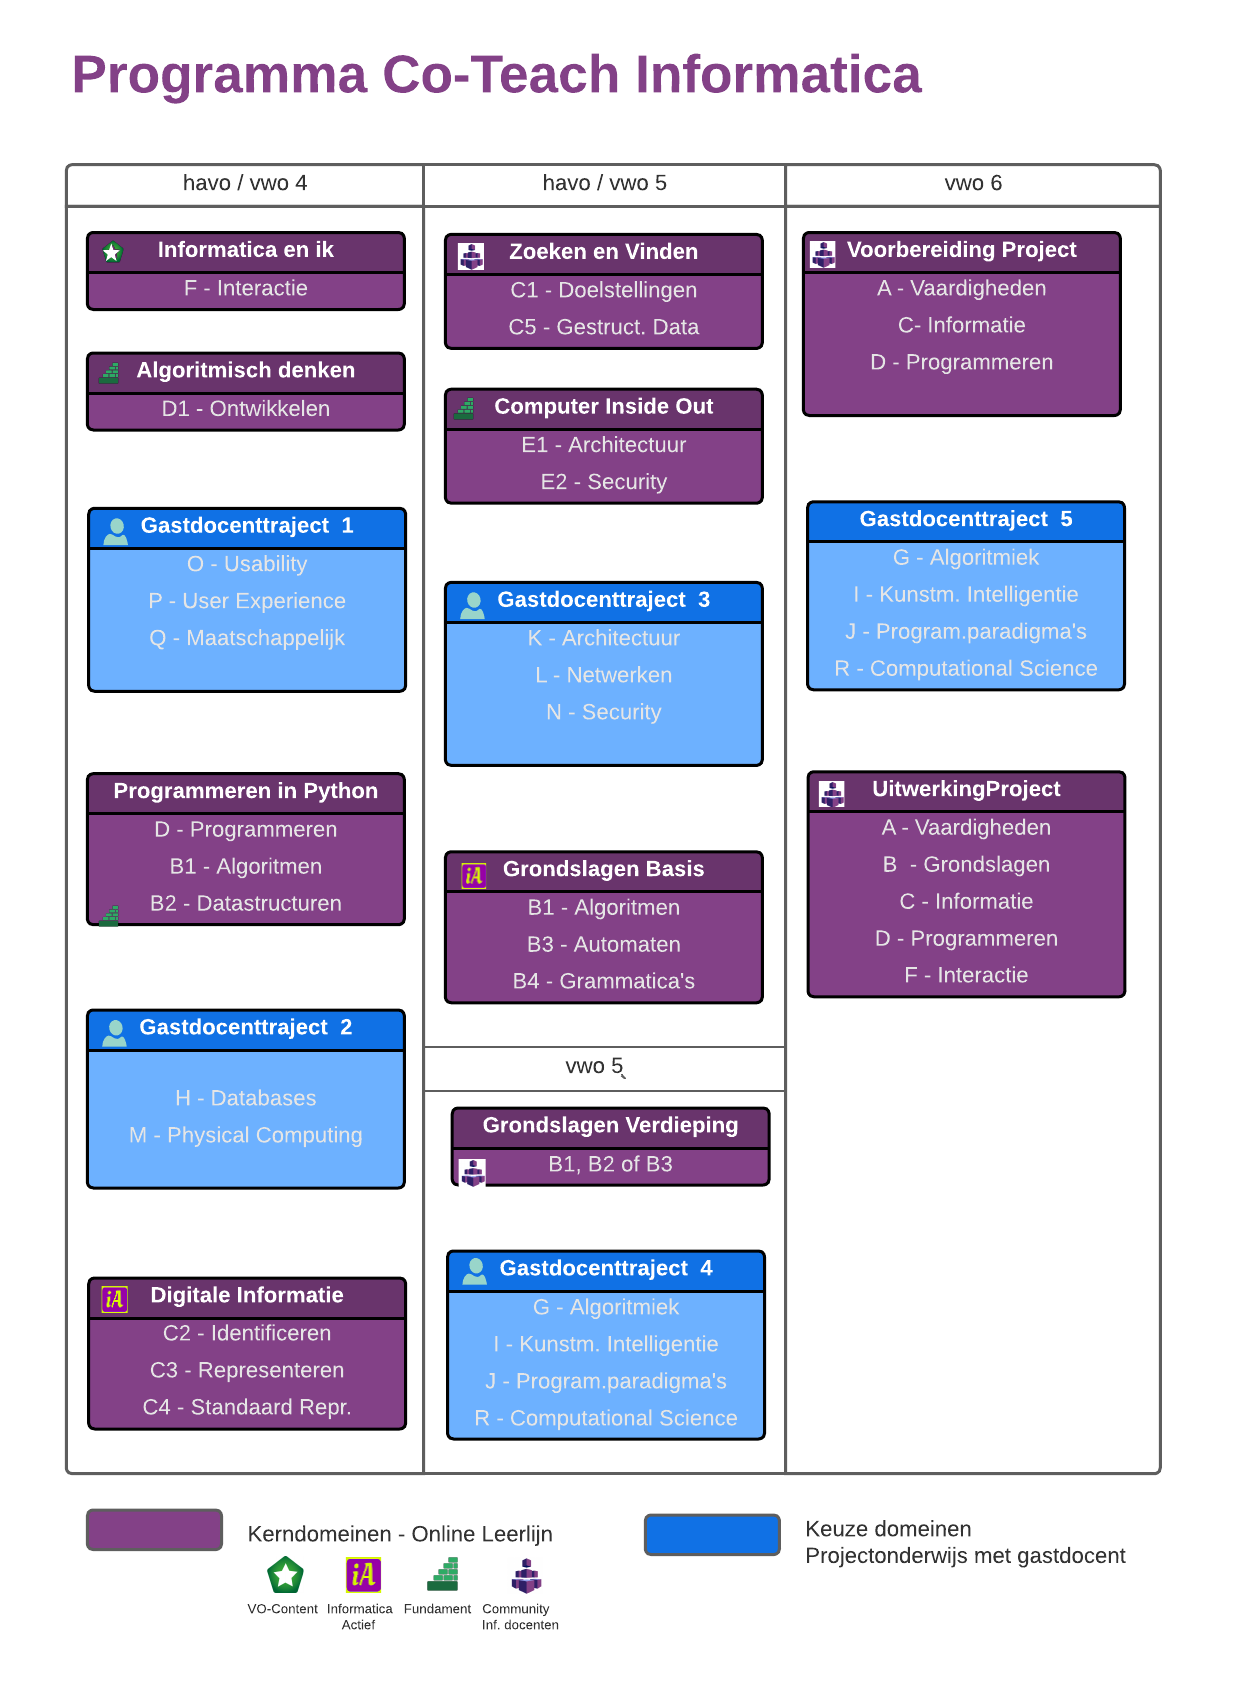 Programma Co-Teach Informatica
havo / vwo 4
Informatica en ik
F - Interactie
Algoritmisch denken
D1 - Ontwikkelen
Gastdocenttraject 1
O - Usability
P - User Experience
Q - Maatschappelijk
Programmeren in Python
D - Programmeren
B1 - Algoritmen
B2 - Datastructuren
Gastdocenttraject 2
H - Databases
M - Physical Computing
Digitale Informatie
C2 - Identificeren
C3 - Representeren
C4 - Standaard Repr.
havo / vwo 5
Zoeken en Vinden
C1 - Doelstellingen
C5 - Gestruct. Data
Computer Inside Out
E1 - Architectuur
E2 - Security
Gastdocenttraject 3
K - Architectuur
L - Netwerken
N - Security
Grondslagen Basis
B1 - Algoritmen
B3 - Automaten
B4 - Grammatica's
vwo 5
Grondslagen Verdieping
B1, B2 of B3
Gastdocenttraject 4
G - Algoritmiek
I - Kunstm. Intelligentie
J - Program.paradigma's
R - Computational Science
vwo 6
Voorbereiding Project
A - Vaardigheden
C- Informatie
D - Programmeren
Gastdocenttraject 5
G - Algoritmiek
I - Kunstm. Intelligentie
J - Program.paradigma's
R - Computational Science
UitwerkingProject
A - Vaardigheden
B - Grondslagen
C - Informatie
D - Programmeren
F - Interactie
Kerndomeinen - Online Leerlijn
iA
VO-Content
Informatica
Actief
Fundament
Community
Inf. docenten
Keuze domeinen
Projectonderwijs met gastdocent